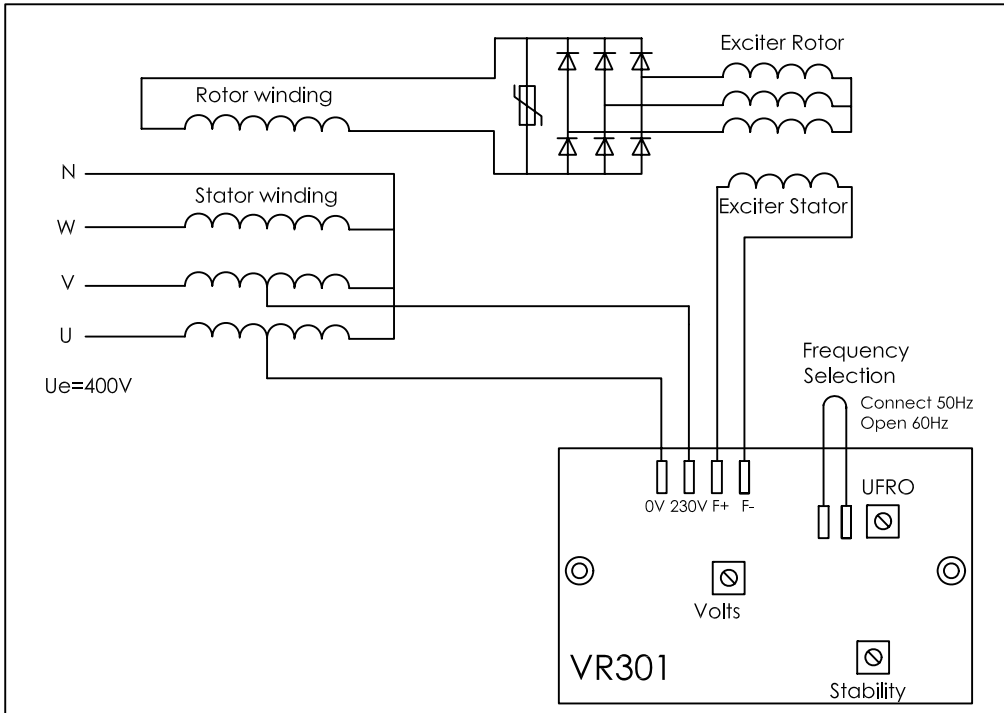 Exciter Rotor
Rotor winding
N
Stator winding
Exciter Stator
W
V
U
Ue=400V
Frequency
Selection
Connect 50Hz
Open 60Hz
0V 230V F+ F-
UFRO
Volts
VR301
Stability